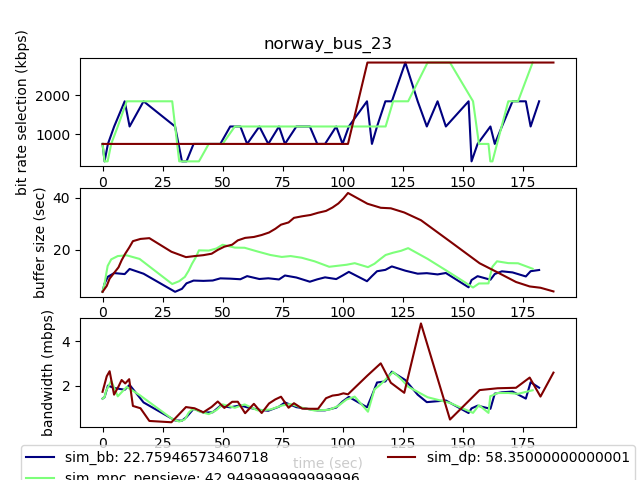 norway_bus_23
bit rate selection (kbps)
2000
1000
0 25 50 75 100 125 150 175
buffer size (sec)
40
20
0 25 50 75 100 125 150 175
bandwidth (mbps)
4
2
0 25 50 75 100 125 150 175
time (sec)
sim_bb: 22.75946573460718
sim_dp: 58.35000000000001
sim_mpc_pensieve: 42.949999999999996